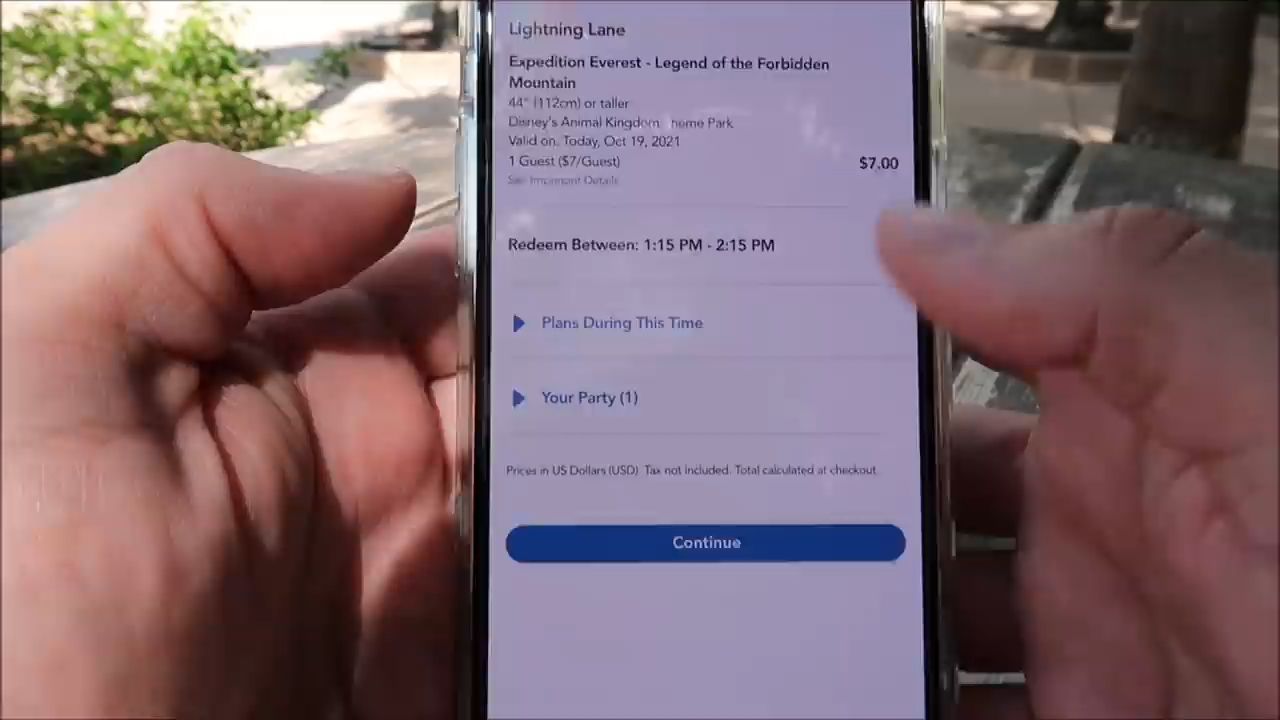 Lightning Lane
Expedition Everest - Legend of the Forbidden
Mountain
44" (112cm) or taller
Disney's Animal Kingdom heme Park
Valid on: Today, Oct 19, 2021
1 Guest ($7/Guest)
$7.00
See Important Details
Redeem Between: 1:15 PM - 2:15 PM
Plans During This Time
Your Party (1)
Prices in US Dollars (USD). Tax not included. Total calculated at checkout.
Continue